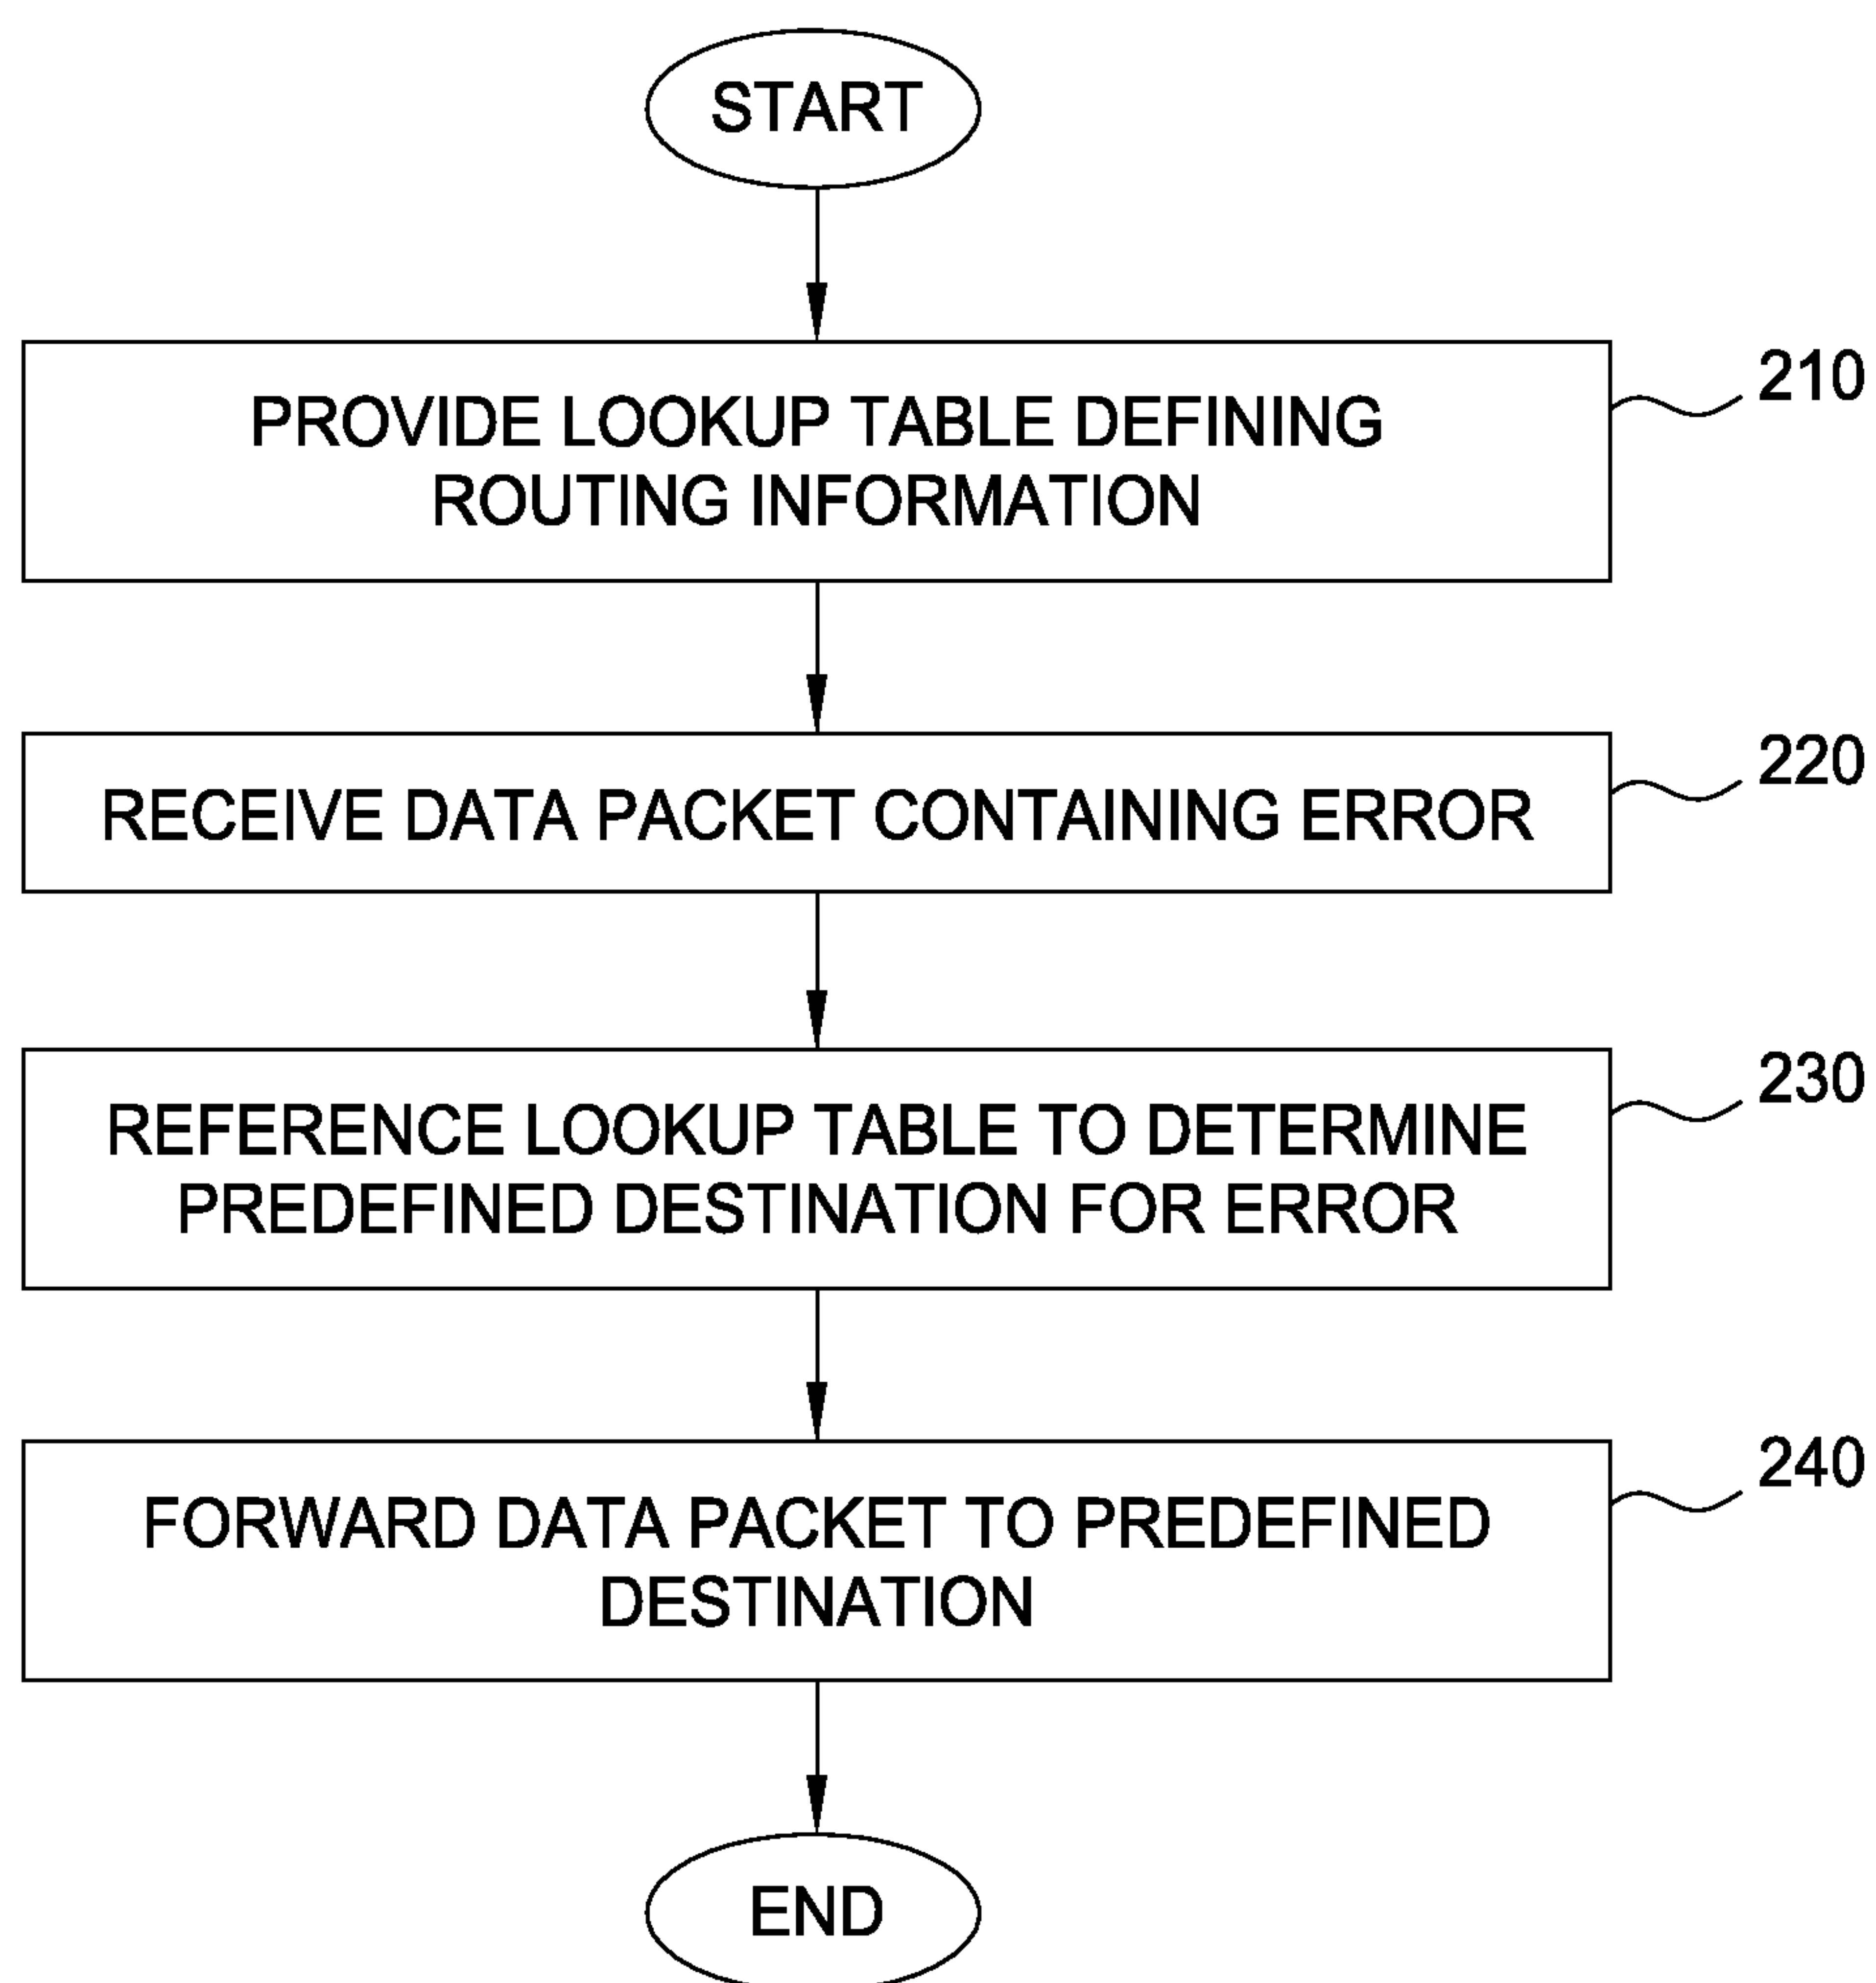 START
PROVIDE LOOKUP TABLE DEFINING
ROUTING INFORMATION
210
RECEIVE DATA PACKET CONTAINING ERROR
220
REFERENCE LOOKUP TABLE TO DETERMINE
PREDEFINED DESTINATION FOR ERROR
230
FORWARD DATA PACKET TO PREDEFINED
DESTINATION
240
END